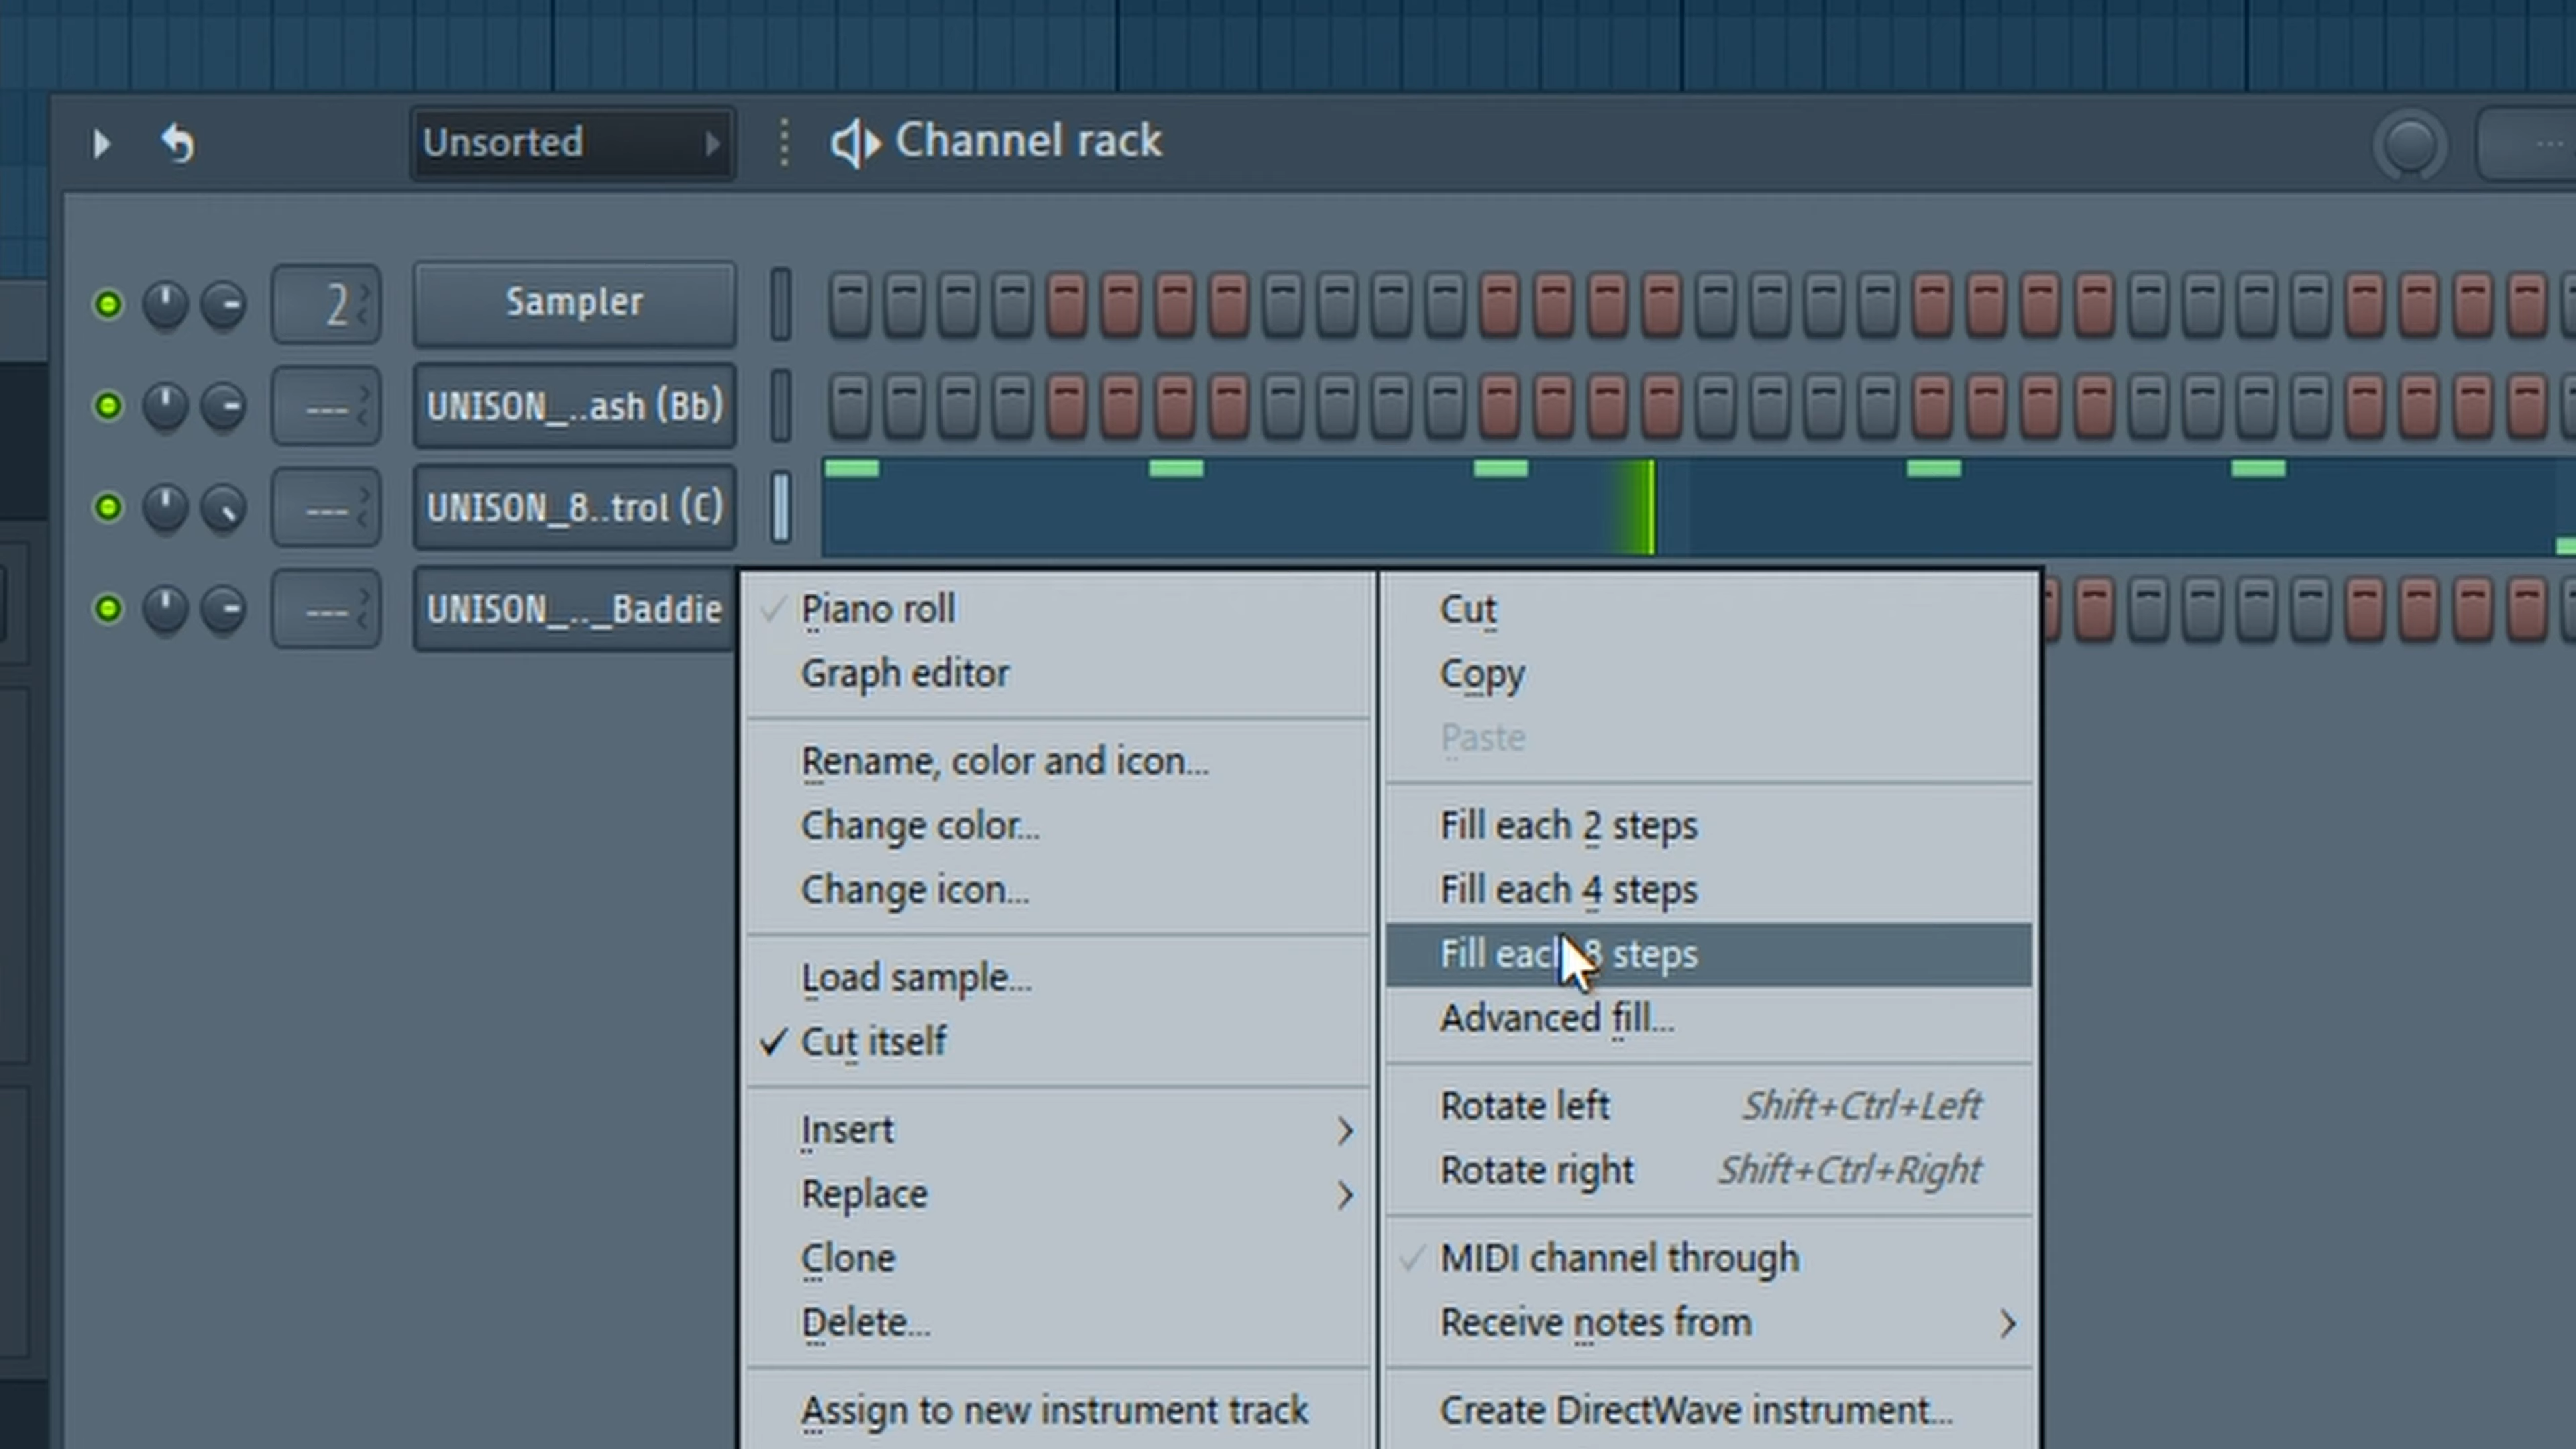 Unsorted
Channel rack
2
Sampler
---
UNISON_..ash (Bb)
---
UNISON_8..trol (C)
---
UNISON_.._Baddie
Piano roll
Graph editor
Rename, color and icon...
Change color...
Change icon...
Load sample...
Cut itself
Insert
Replace
Clone
Delete...
Assign to new instrument track
Cut
Copy
Paste
Fill each 2 steps
Fill each 4 steps
Fill each 8 steps
Advanced fill...
Rotate left Shift+Ctrl+Left
Rotate right Shift+Ctrl+Right
MIDI channel through
Receive notes from
Create DirectWave instrument...